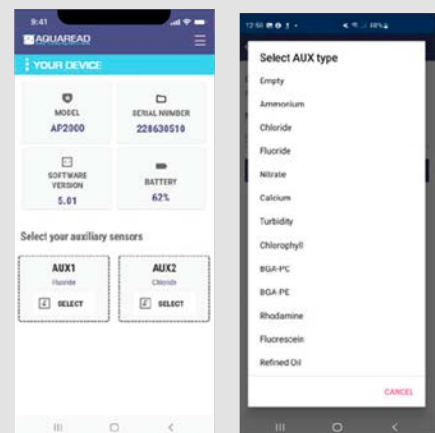 9:41
AQUAREAD
YOUR DEVICE
MODEL
AP2000
SERIAL NUMBER
228630510
SOFTWARE
VERSION
5.01
BATTERY
62%
Select your auxiliary sensors
AUX1
Fluoride
SELECT
AUX2
Chloride
SELECT
12:56
Select AUX type
Empty
Ammonium
Chloride
Fluoride
Nitrate
Calcium
Turbidity
Chlorophyll
BGA-PC
BGA-PE
Rhodamine
Fluorescein
Refined Oil
CANCEL